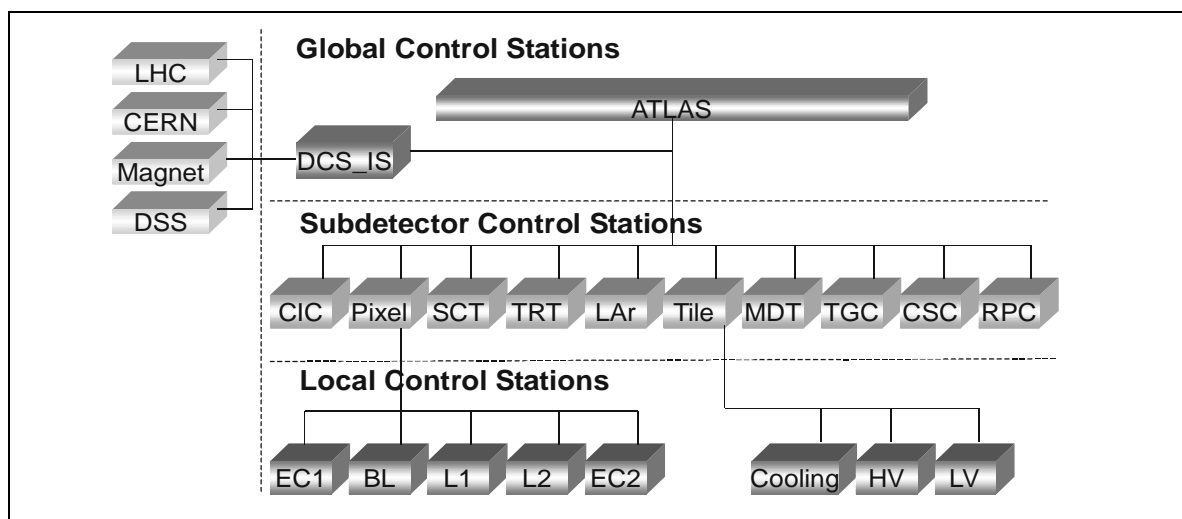 Global Control Stations
LHC
CERN
Magnet
DSS
ATLAS
DCS_IS
Subdetector Control Stations
CIC Pixel SCT TRT LAr Tile MDT TGC CSC RPC
Local Control Stations
EC1 BL L1 L2 EC2 Cooling HV LV